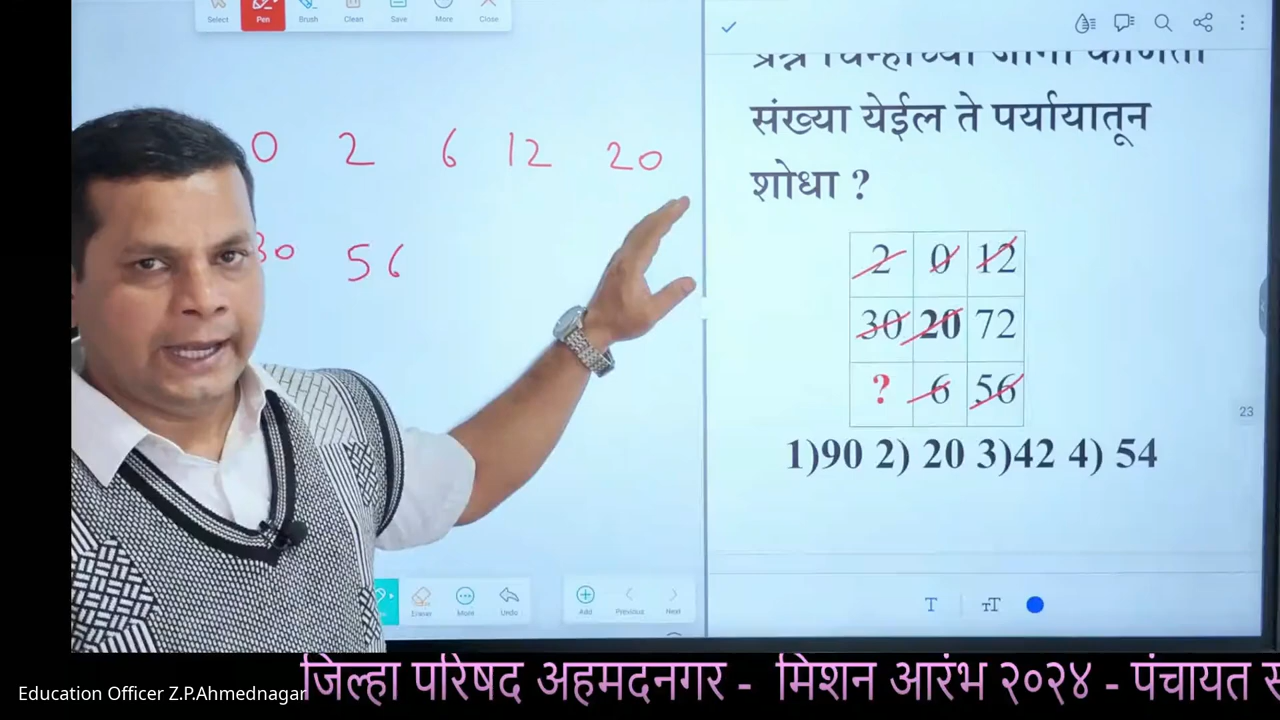 Select Pen Brush Clean Save More Close
0 2 6 12 20
30 56
संख्या येईल ते पर्यायातून
शोधा ?
2 0 12
30 20 72
? 6 56
1)90 2) 20 3)42 4) 54
23
Eraser More Undo Add Previous Next
T тT
जिल्हा परिषद अहमदनगर - मिशन आरंभ २०२४ - पंचायत
Education Officer Z.P.Ahmednagar